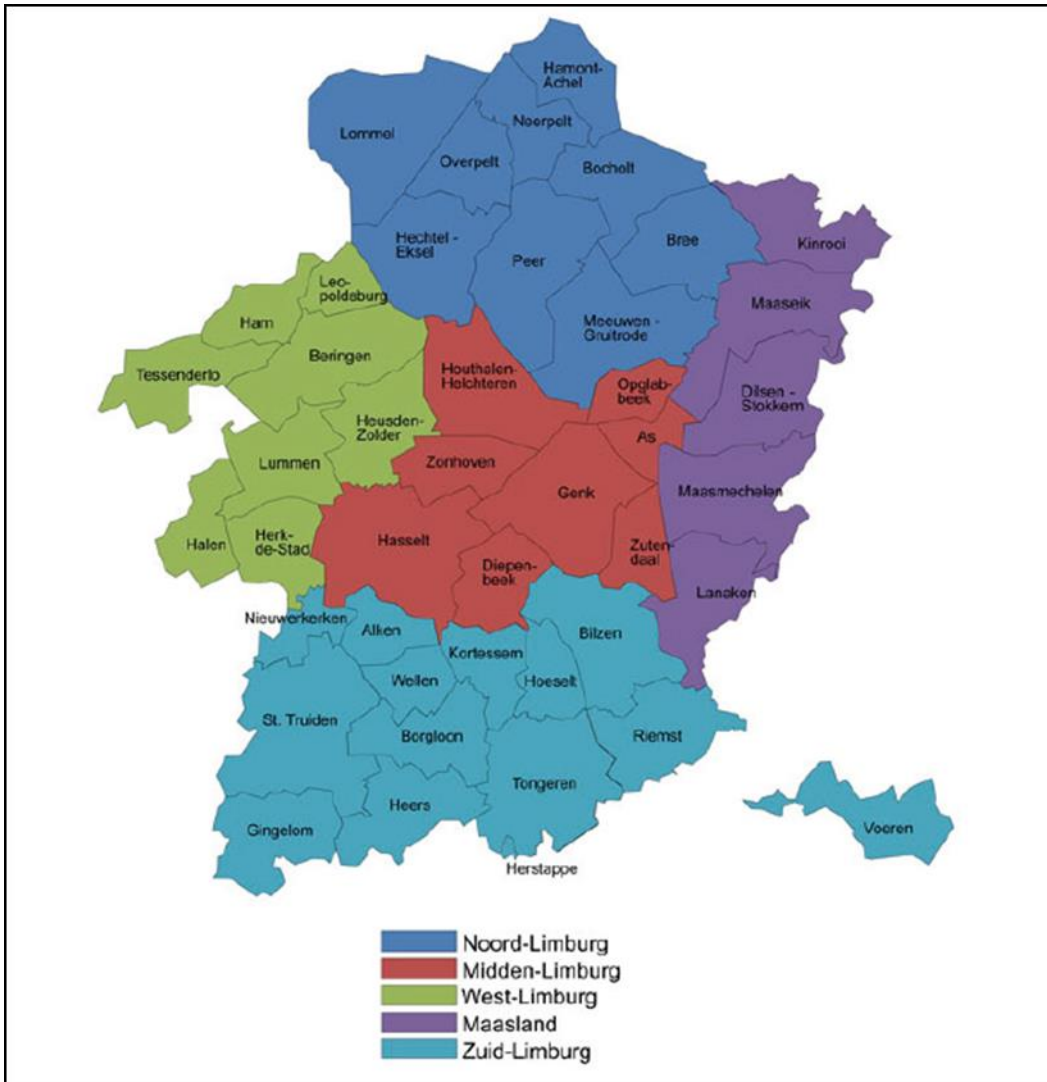 Hamont-
Achel
Neerpelt
Lommel
Overpelt
Bocholt
Hechtel -
Eksel
Peer
Bree
Kinrooi
Leo-
poldsburg
Ham
Meeuwen -
Gruitrode
Maaseik
Beringen
Tessenderlo
Houthalen-
Helchteren
Opglab-
beek
Dilsen -
Stokkem
Heusden-
Zolder
As
Lummen
Zonhoven
Genk
Maasmechelen
Halen
Herk-
de-Stad
Hasselt
Diepen-
beek
Zuten-
daal
Lanaken
Nieuwerkerken
Alken
Bilzen
Kortessem
Wellen
Hoeselt
St. Truiden
Borgloon
Riemst
Tongeren
Heers
Gingelom
Voeren
Herstappe
Noord-Limburg
Midden-Limburg
West-Limburg
Maasland
Zuid-Limburg